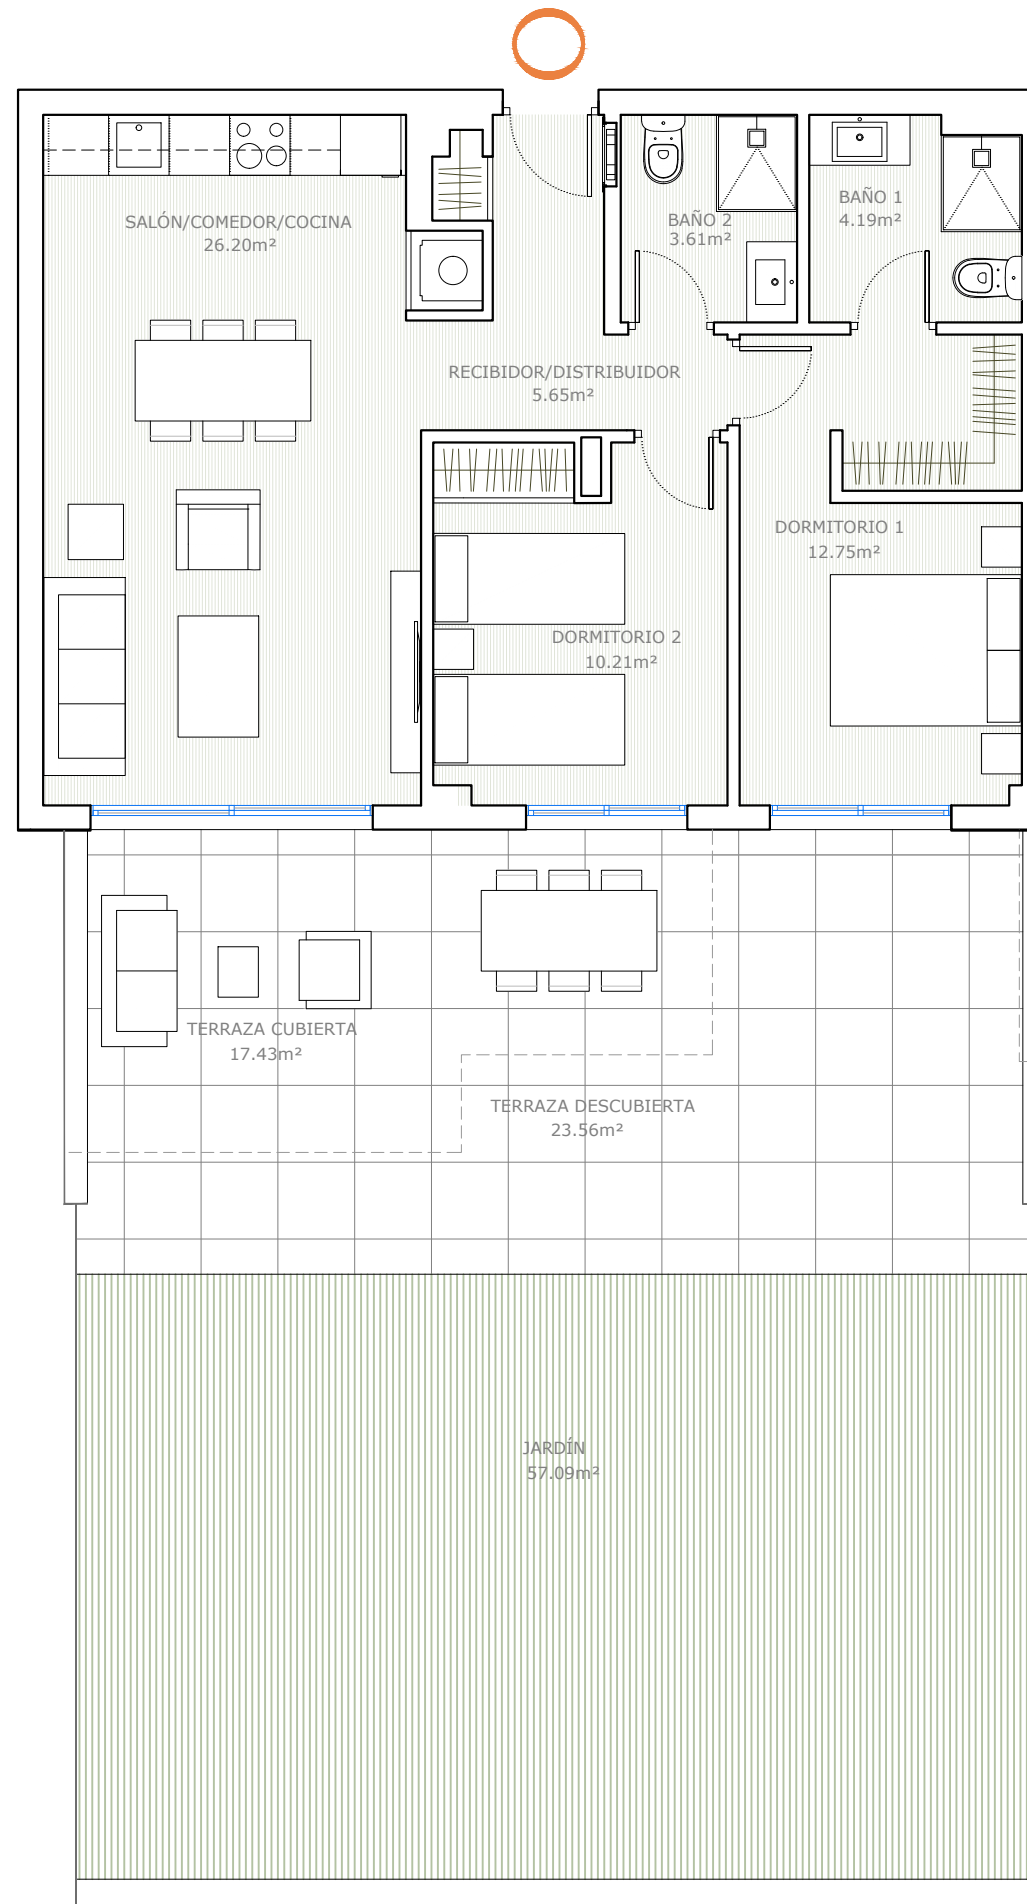 SALÓN/COMEDOR/COCINA
26.20m²
BAÑO 2
3.61m²
BAÑO 1
4.19m²
RECIBIDOR/DISTRIBUIDOR
5.65m²
DORMITORIO 1
12.75m²
DORMITORIO 2
10.21m²
TERRAZA CUBIERTA
17.43m²
TERRAZA DESCUBIERTA
23.56m²
JARDÍN
57.09m²